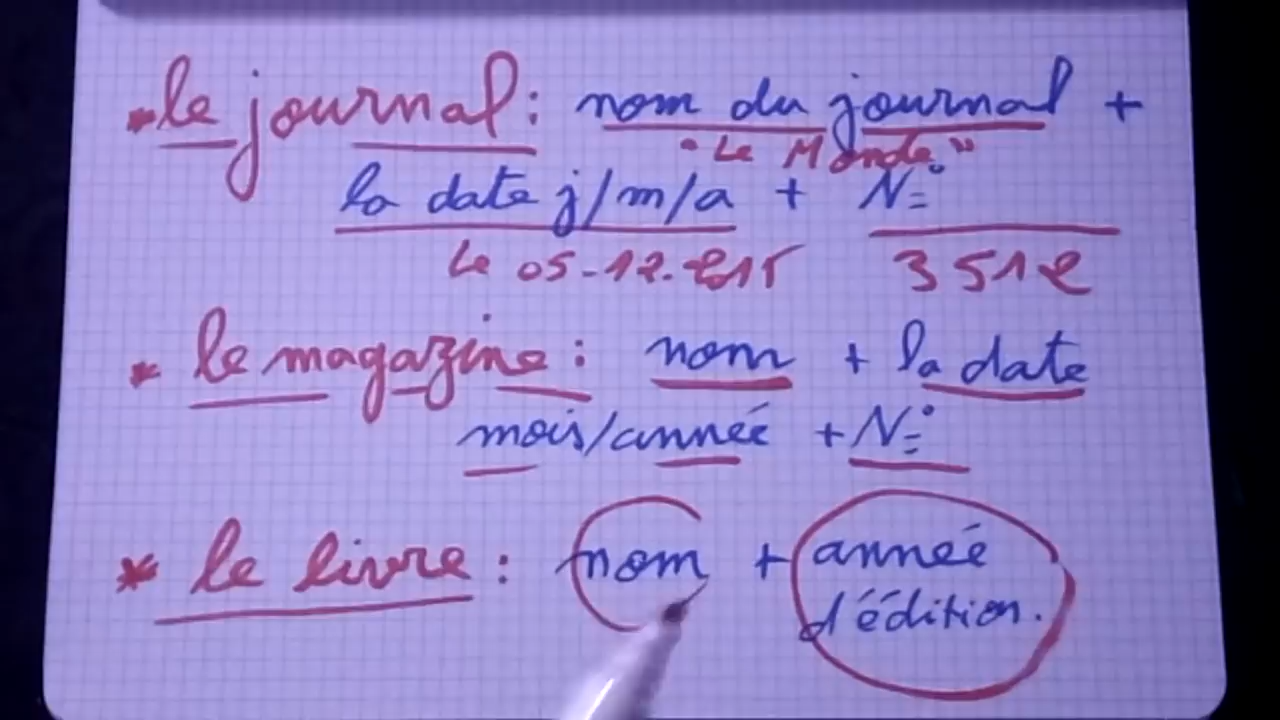 * le journal : nom du journal +
"Le Monde"
la date j/m/a + N°
Le 05-12-2015 3512
* le magazine : nom + la date
mois/année + N°
* le livre : nom + année
d'édition.